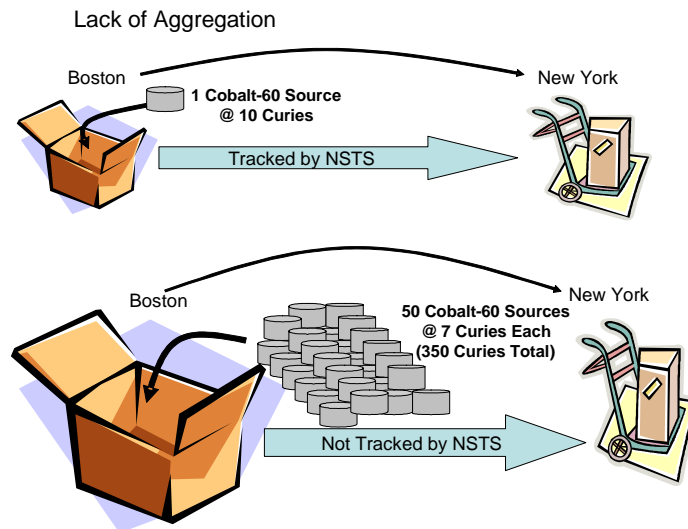 Lack of Aggregation
Boston
New York
1 Cobalt-60 Source
@ 10 Curies
Tracked by NSTS
Boston
New York
50 Cobalt-60 Sources
@ 7 Curies Each
(350 Curies Total)
Not Tracked by NSTS